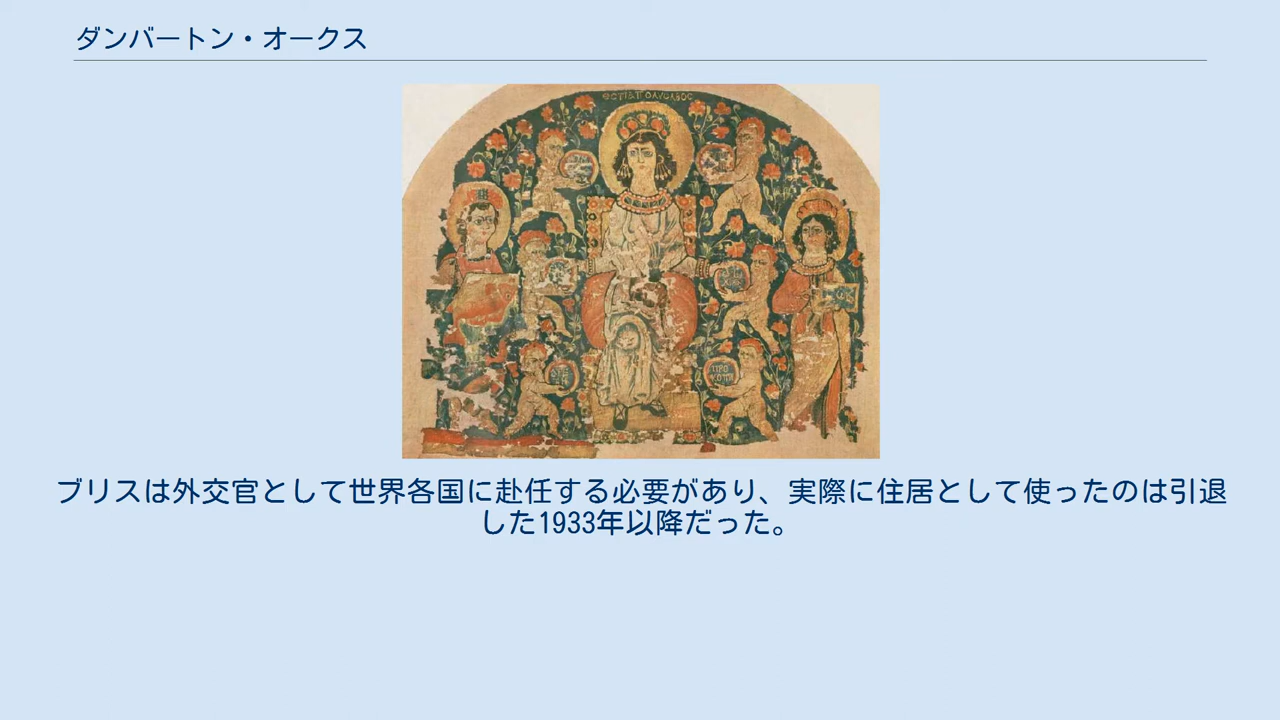 ダンバートン・オークス
ブリスは外交官として世界各国に赴任する必要があり、実際に住居として使ったのは引退
した1933年以降だった。